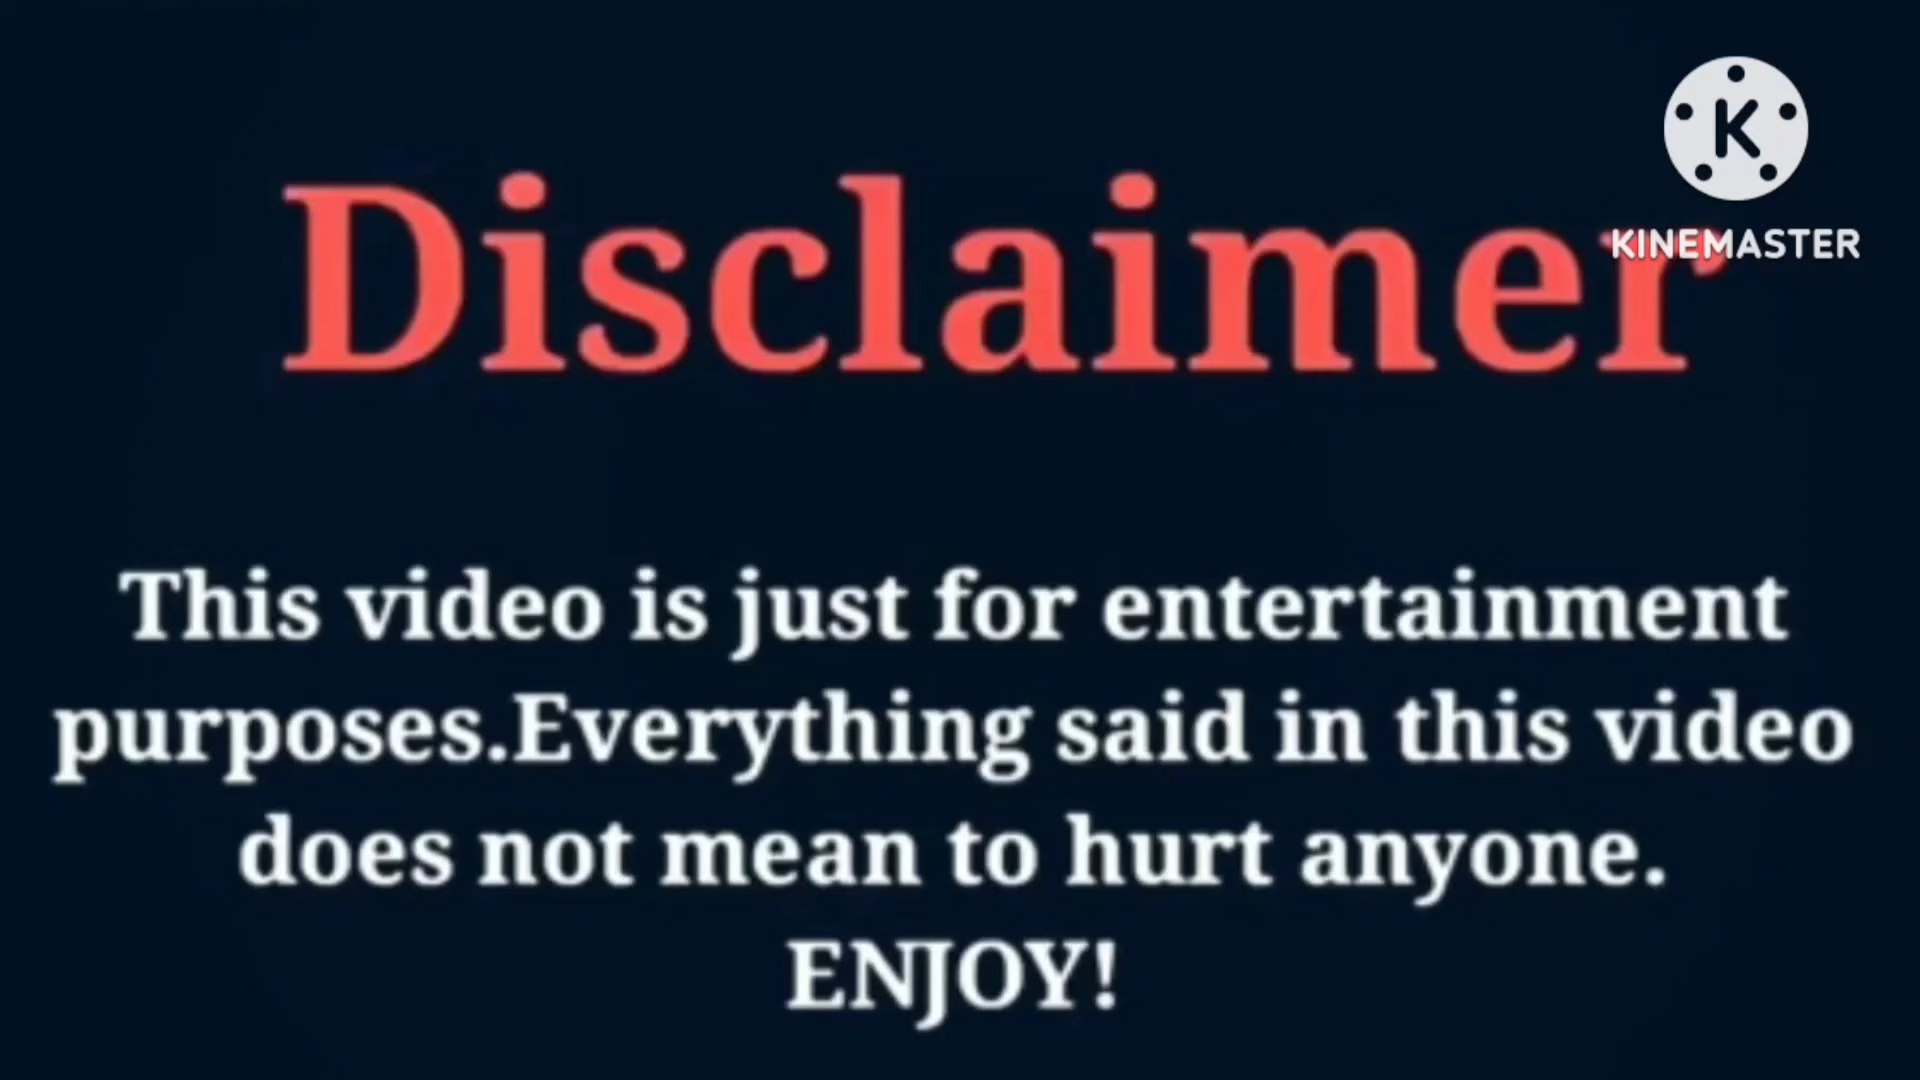 KINEMASTER
Disclaimer
This video is just for entertainment
purposes.Everything said in this video
does not mean to hurt anyone.
ENJOY!